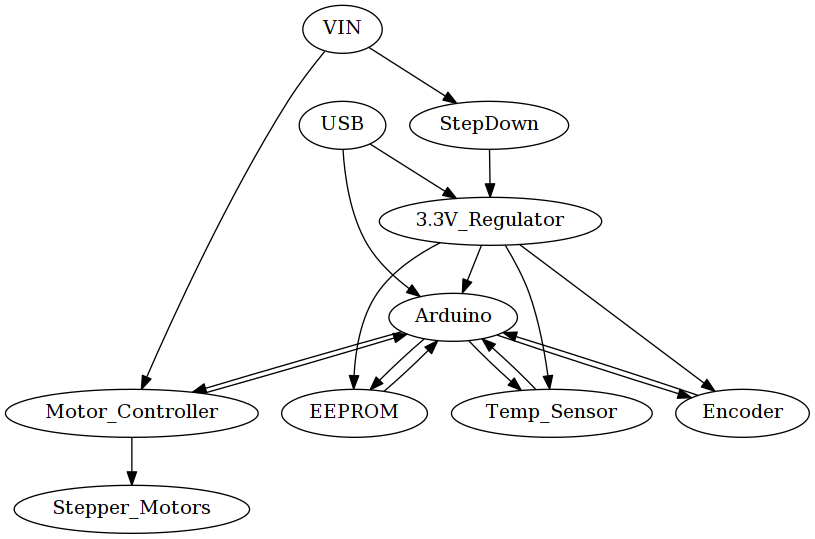 VIN
USB
StepDown
3.3V_Regulator
Arduino
Motor_Controller
EEPROM
Temp_Sensor
Encoder
Stepper_Motors